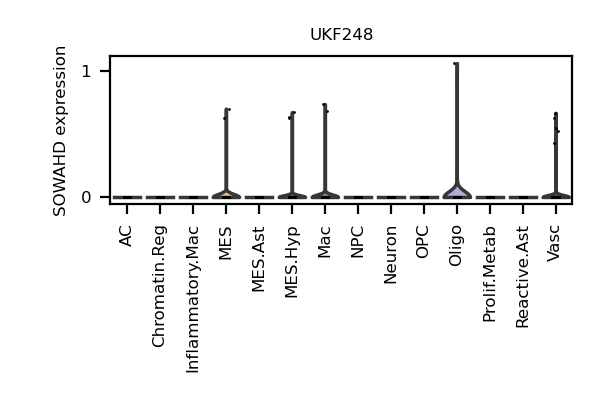 UKF248
SOWAHD expression
1
0
AC
Chromatin.Reg
Inflammatory.Mac
MES
MES.Ast
MES.Hyp
Mac
NPC
Neuron
OPC
Oligo
Prolif.Metab
Reactive.Ast
Vasc